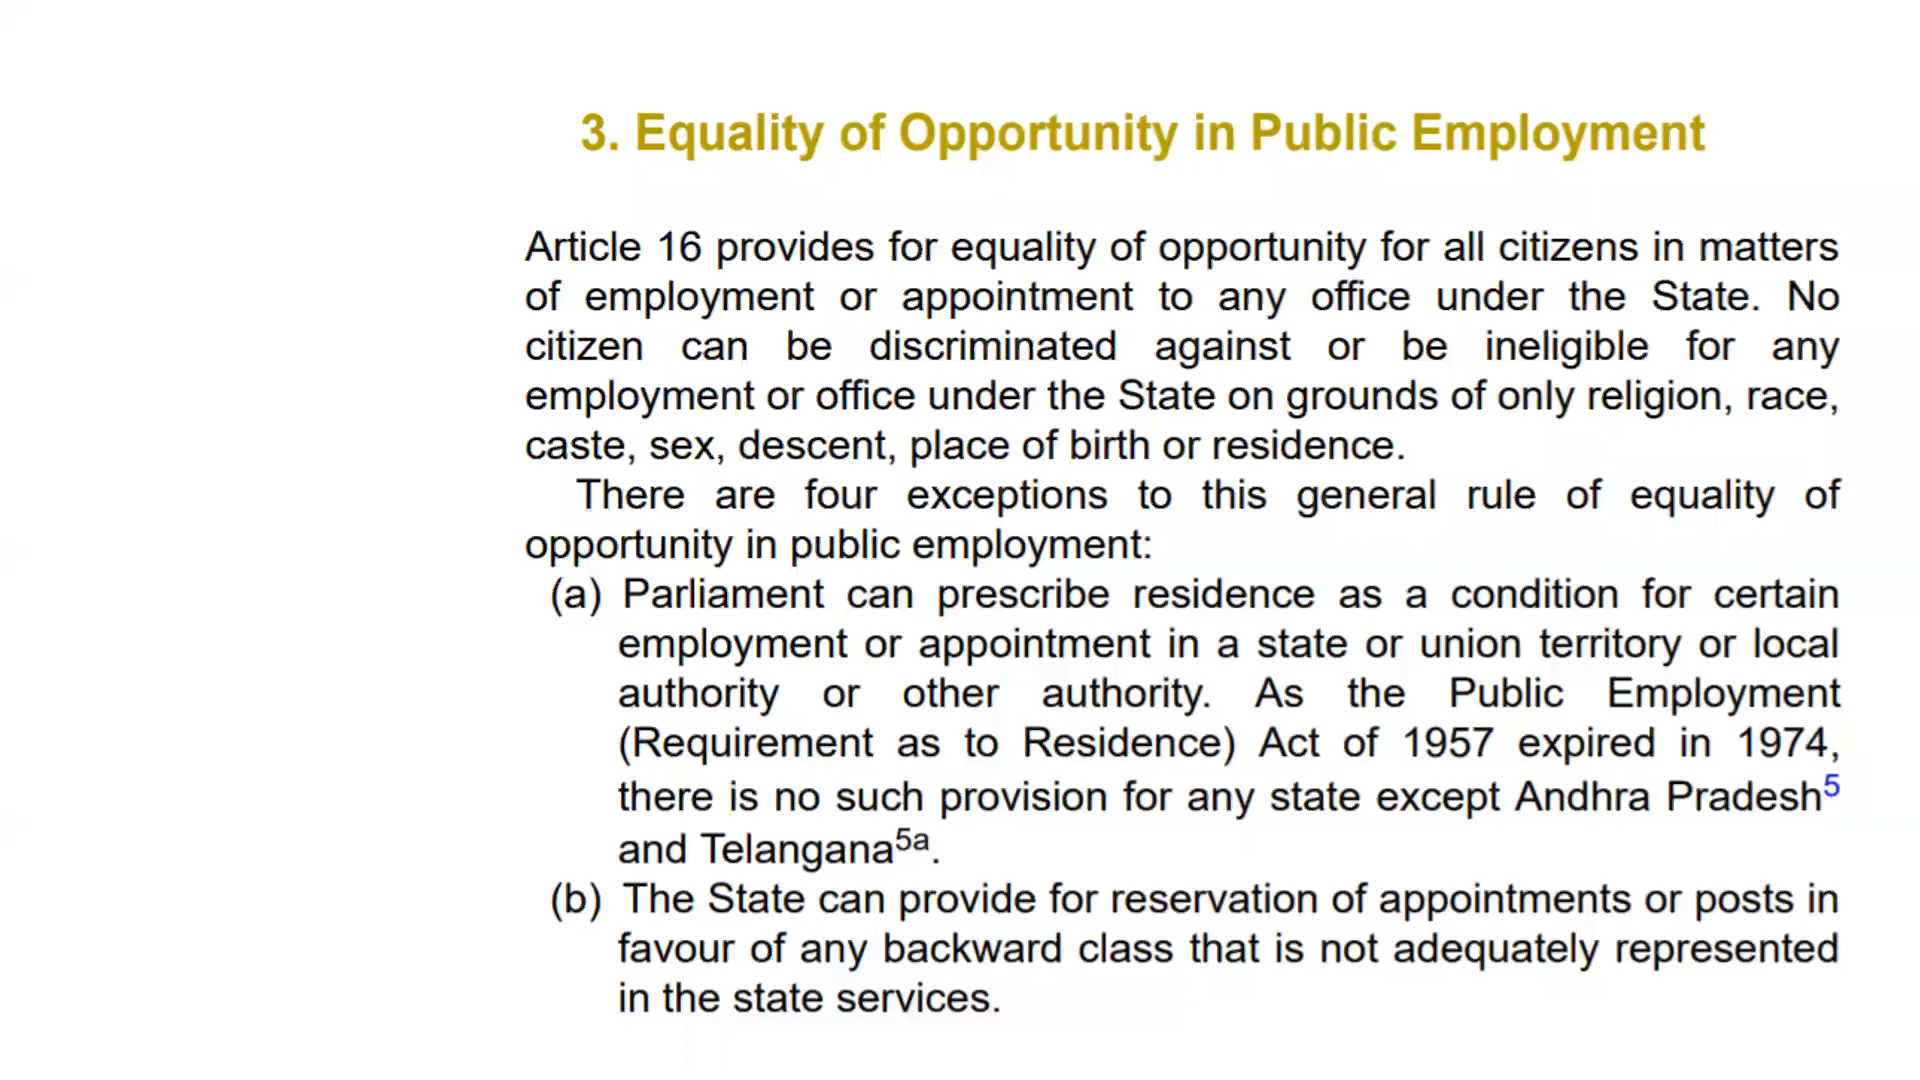 3. Equality of Opportunity in Public Employment
Article 16 provides for equality of opportunity for all citizens in matters
of employment or appointment to any office under the State. No
citizen can be discriminated against or be ineligible for any
employment or office under the State on grounds of only religion, race,
caste, sex, descent, place of birth or residence.
There are four exceptions to this general rule of equality of
opportunity in public employment:
(a) Parliament can prescribe residence as a condition for certain
employment or appointment in a state or union territory or local
authority or other authority. As the Public Employment
(Requirement as to Residence) Act of 1957 expired in 1974,
there is no such provision for any state except Andhra Pradesh5
and Telangana5a.
(b) The State can provide for reservation of appointments or posts in
favour of any backward class that is not adequately represented
in the state services.